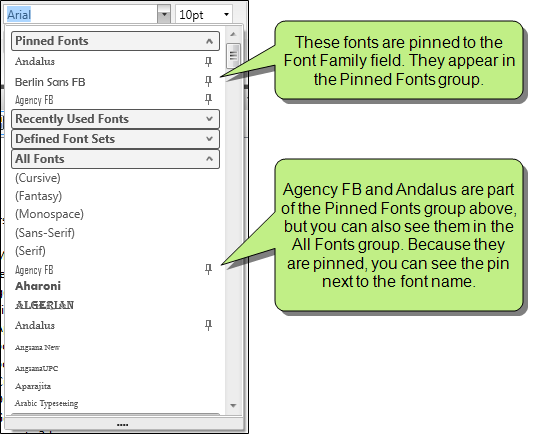 Arial 10pt
Pinned Fonts
Andalus
Berlin Sans FB
Agency FB
Recently Used Fonts
Defined Font Sets
All Fonts
(Cursive)
(Fantasy)
(Monospace)
(Sans-Serif)
(Serif)
Agency FB
Aharoni
ALGERIAN
Andalus
Angsana New
AngsanaUPC
Aparajita
Arabic Typesetting
These fonts are pinned to the
Font Family field. They appear in
the Pinned Fonts group.
Agency FB and Andalus are part
of the Pinned Fonts group above,
but you can also see them in the
All Fonts group. Because they
are pinned, you can see the pin
next to the font name.